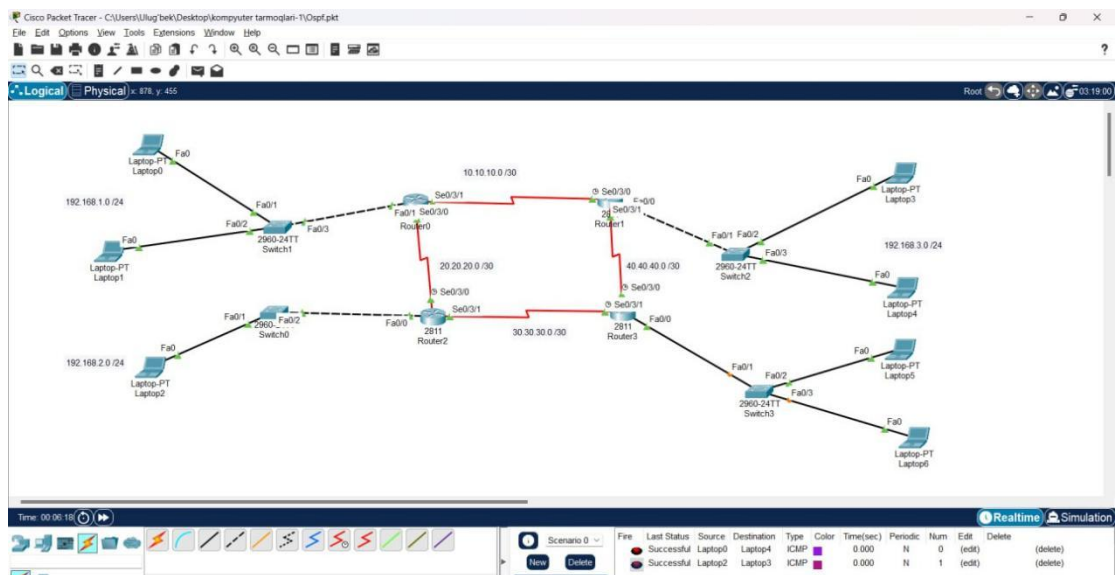 Cisco Packet Tracer - C:\Users\Ulug'bek\Desktop\kompyuter tarmoqlari-1\Ospf.pkt
File Edit Options View Tools Extensions Window Help
?
Logical Physical x: 878, y: 455 Root 03:19:00
Fa0
Laptop-PT
Laptop0
192.168.1.0 /24
Fa0/1
Fa0/2
Fa0/3
2960-24TT
Switch1
Fa0
Laptop-PT
Laptop1
10.10.10.0 /30
Se0/3/1
Fa0/1 Se0/3/0
Router0
Se0/3/0
Se0/3/1
Router1
Fa0/1 Fa0/2
Fa0/3
2960-24TT
Switch2
Fa0
Laptop-PT
Laptop3
192.168.3.0 /24
Fa0
Laptop-PT
Laptop4
20.20.20.0 /30
40.40.40.0 /30
Fa0/1
Fa0/2
Switch0
192.168.2.0 /24
Fa0
Laptop-PT
Laptop2
Se0/3/0
Se0/3/1
Fa0/0
2811
Router2
30.30.30.0 /30
Se0/3/0
Se0/3/1
Fa0/0
2811
Router3
Fa0/1
Fa0/2
Fa0/3
2960-24TT
Switch3
Fa0
Laptop-PT
Laptop5
Fa0
Laptop-PT
Laptop6
Time: 00:06:18 Realtime Simulation
Scenario 0
New Delete
Fire Last Status Source Destination Type Color Time(sec) Periodic Num Edit Delete
Successful Laptop0 Laptop4 ICMP 0.000 N 0 (edit) (delete)
Successful Laptop2 Laptop3 ICMP 0.000 N 1 (edit) (delete)